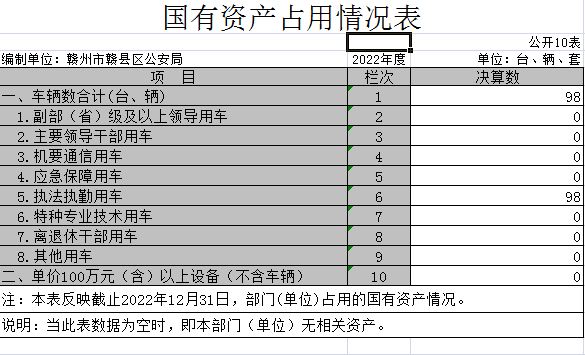 国有资产占用情况表
公开10表
编制单位：赣州市赣县区公安局 2022年度 单位：台、辆、套
项 目 栏次 决算数
一、车辆数合计(台、辆) 1 98
1.副部（省）级及以上领导用车 2 0
2.主要领导干部用车 3 0
3.机要通信用车 4 0
4.应急保障用车 5 0
5.执法执勤用车 6 98
6.特种专业技术用车 7 0
7.离退休干部用车 8 0
8.其他用车 9 0
二、单价100万元（含）以上设备（不含车辆） 10 0
注：本表反映截止2022年12月31日，部门(单位)占用的国有资产情况。
说明：当此表数据为空时，即本部门（单位）无相关资产。